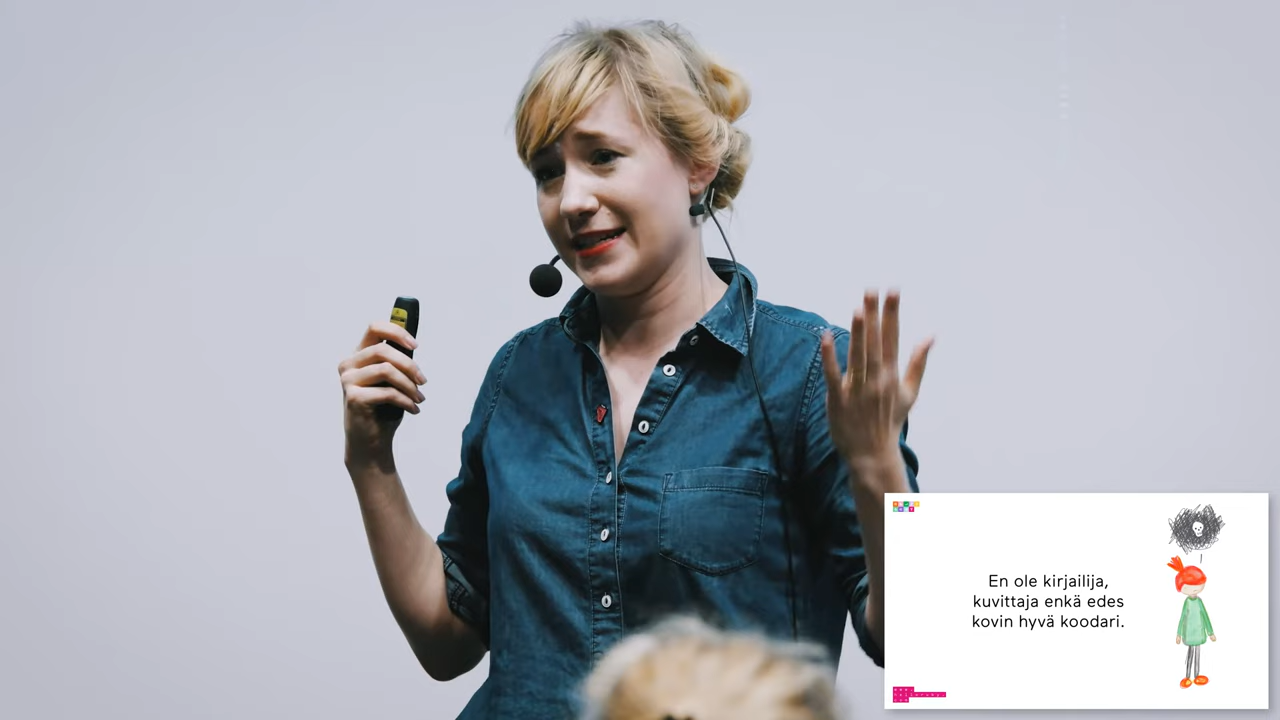 En ole kirjailija,
kuvittaja enkä edes
kovin hyvä koodari.